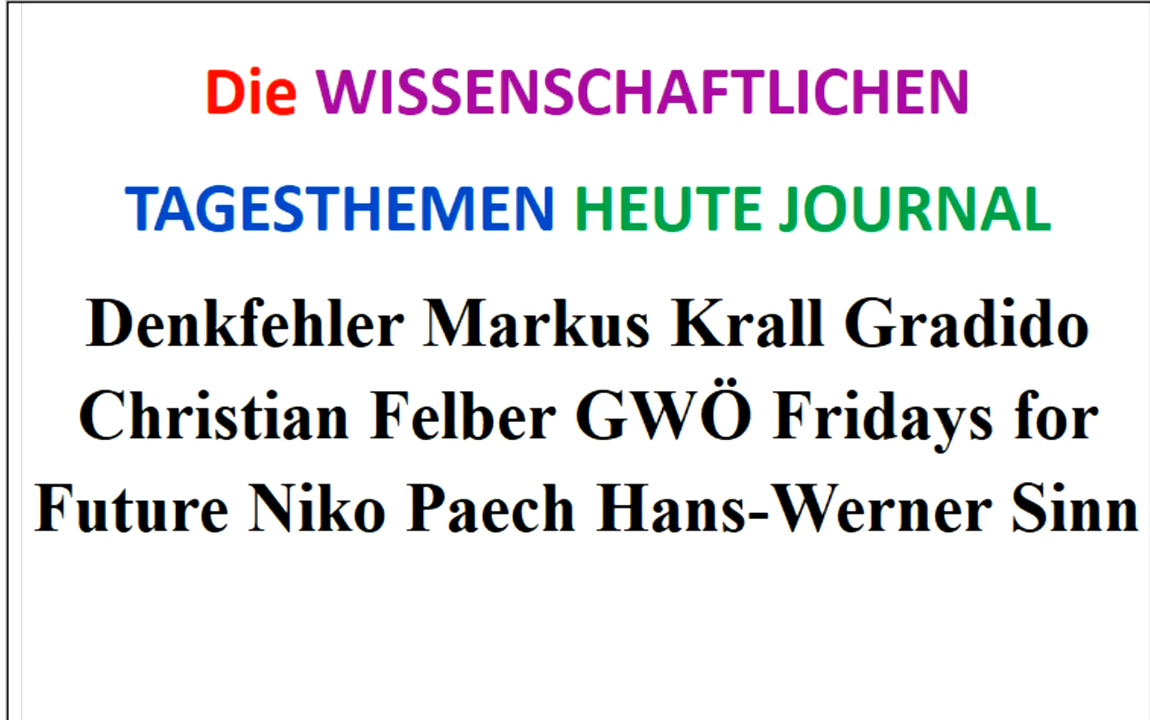 Die WISSENSCHAFTLICHEN
TAGESTHEMEN HEUTE JOURNAL
Denkfehler Markus Krall Gradido
Christian Felber GWÖ Fridays for
Future Niko Paech Hans-Werner Sinn